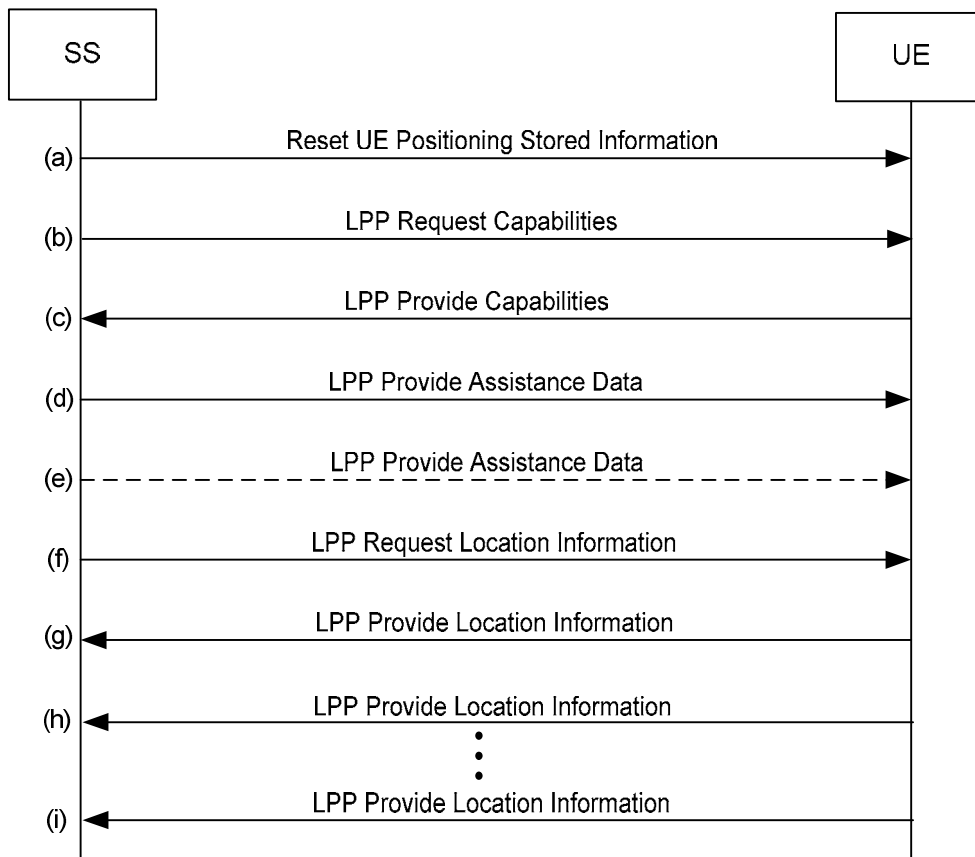 SS
UE
Reset UE Positioning Stored Information
(a)
LPP Request Capabilities
(b)
LPP Provide Capabilities
(c)
LPP Provide Assistance Data
(d)
LPP Provide Assistance Data
(e)
LPP Request Location Information
(f)
LPP Provide Location Information
(g)
LPP Provide Location Information
(h)
LPP Provide Location Information
(i)